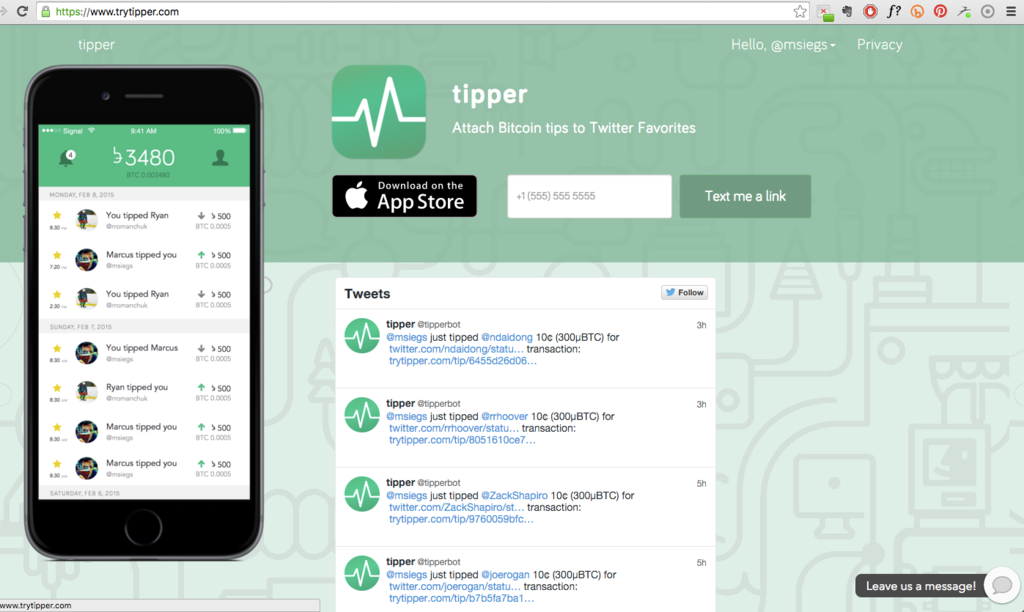 https://www.trytipper.com
f?
tipper
Hello, @msiegs
Privacy
Signal
9:41 AM
100%
4
3480
BTC 0.003480
MONDAY, FEB 8, 2015
You tipped Ryan
@rromanchuk
8:30 PM
500
BTC 0.0005
Marcus tipped you
@msiegs
7:20 PM
500
BTC 0.0005
You tipped Ryan
@rromanchuk
2:30 PM
500
BTC 0.0005
SUNDAY, FEB 7, 2015
You tipped Marcus
@msiegs
8:30 AM
500
BTC 0.0005
Ryan tipped you
@rromanchuk
8:30 AM
500
BTC 0.0005
Marcus tipped you
@msiegs
8:30 AM
500
BTC 0.0005
Marcus tipped you
@msiegs
8:30 AM
500
BTC 0.0005
SATURDAY, FEB 6, 2015
tipper
Attach Bitcoin tips to Twitter Favorites
Download on the
App Store
+1 (555) 555 5555
Text me a link
Tweets
Follow
tipper @tipperbot 3h
@msiegs just tipped @ndaidong 10¢ (300µBTC) for
twitter.com/ndaidong/statu… transaction:
trytipper.com/tip/6455d26d06…
tipper @tipperbot 3h
@msiegs just tipped @rrhoover 10¢ (300µBTC) for
twitter.com/rrhoover/statu… transaction:
trytipper.com/tip/8051610ce7…
tipper @tipperbot 5h
@msiegs just tipped @ZackShapiro 10¢ (300µBTC) for
twitter.com/ZackShapiro/st… transaction:
trytipper.com/tip/9760059bfc…
tipper @tipperbot 5h
@msiegs just tipped @joerogan 10¢ (300µBTC) for
twitter.com/joerogan/statu… transaction:
trytipper.com/tip/b7b5fa7ba1…
Leave us a message!
www.trytipper.com